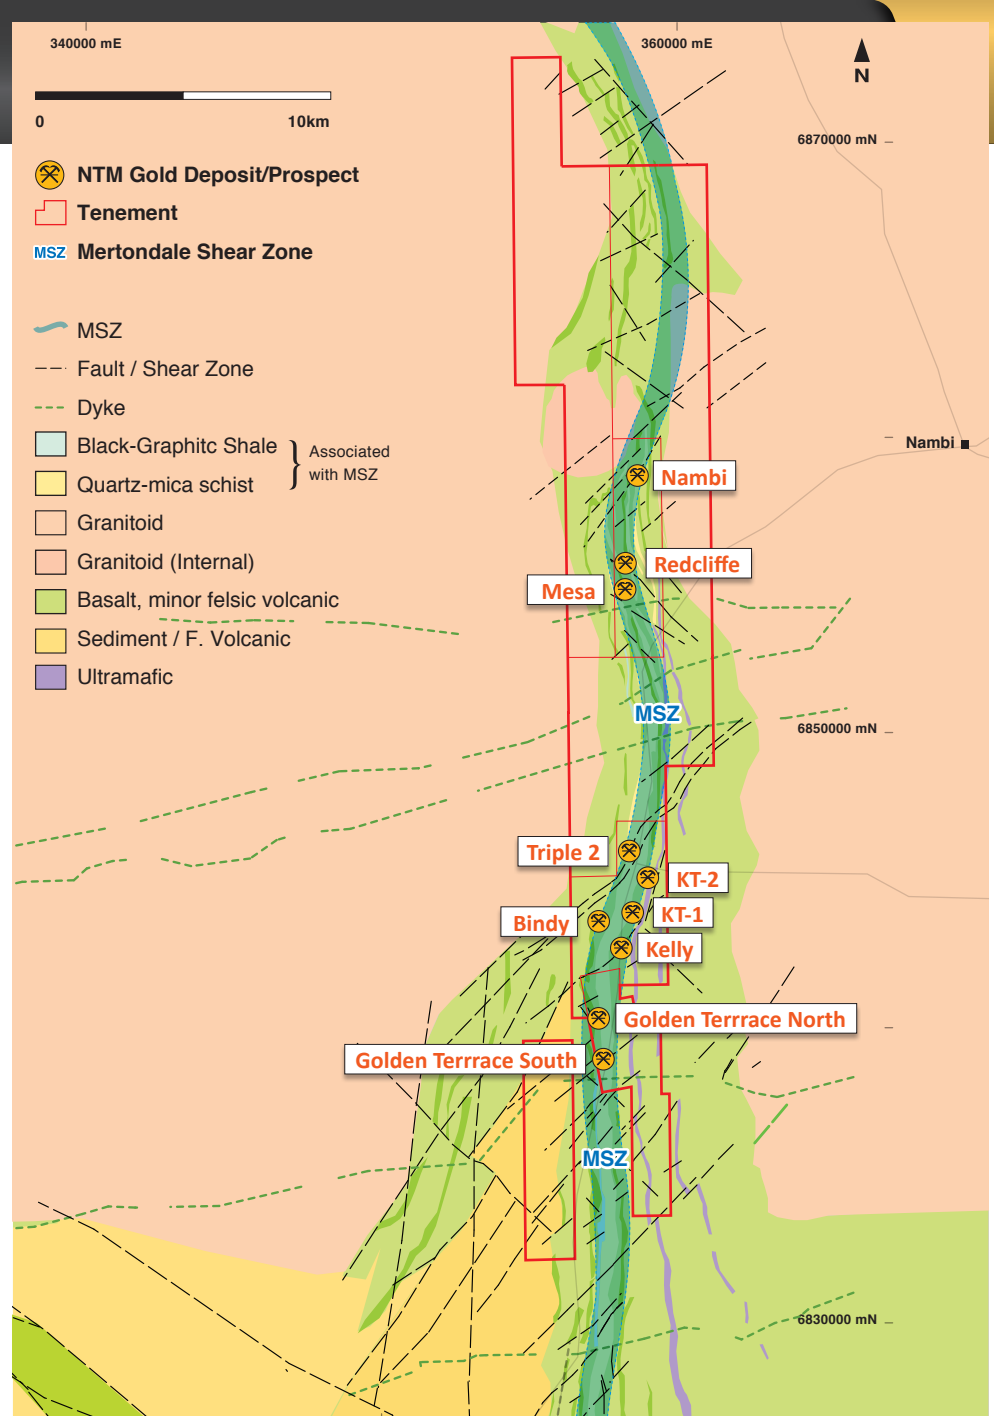 340000 mE
360000 mE
N
0
10km
6870000 mN
NTM Gold Deposit/Prospect
Tenement
MSZ Mertondale Shear Zone
MSZ
Fault / Shear Zone
Dyke
Black-Graphitc Shale
Quartz-mica schist
Associated
with MSZ
Granitoid
Granitoid (Internal)
Basalt, minor felsic volcanic
Sediment / F. Volcanic
Ultramafic
Nambi
Nambi
Redcliffe
Mesa
MSZ
6850000 mN
Triple 2
KT-2
KT-1
Bindy
Kelly
Golden Terrrace North
Golden Terrrace South
MSZ
6830000 mN